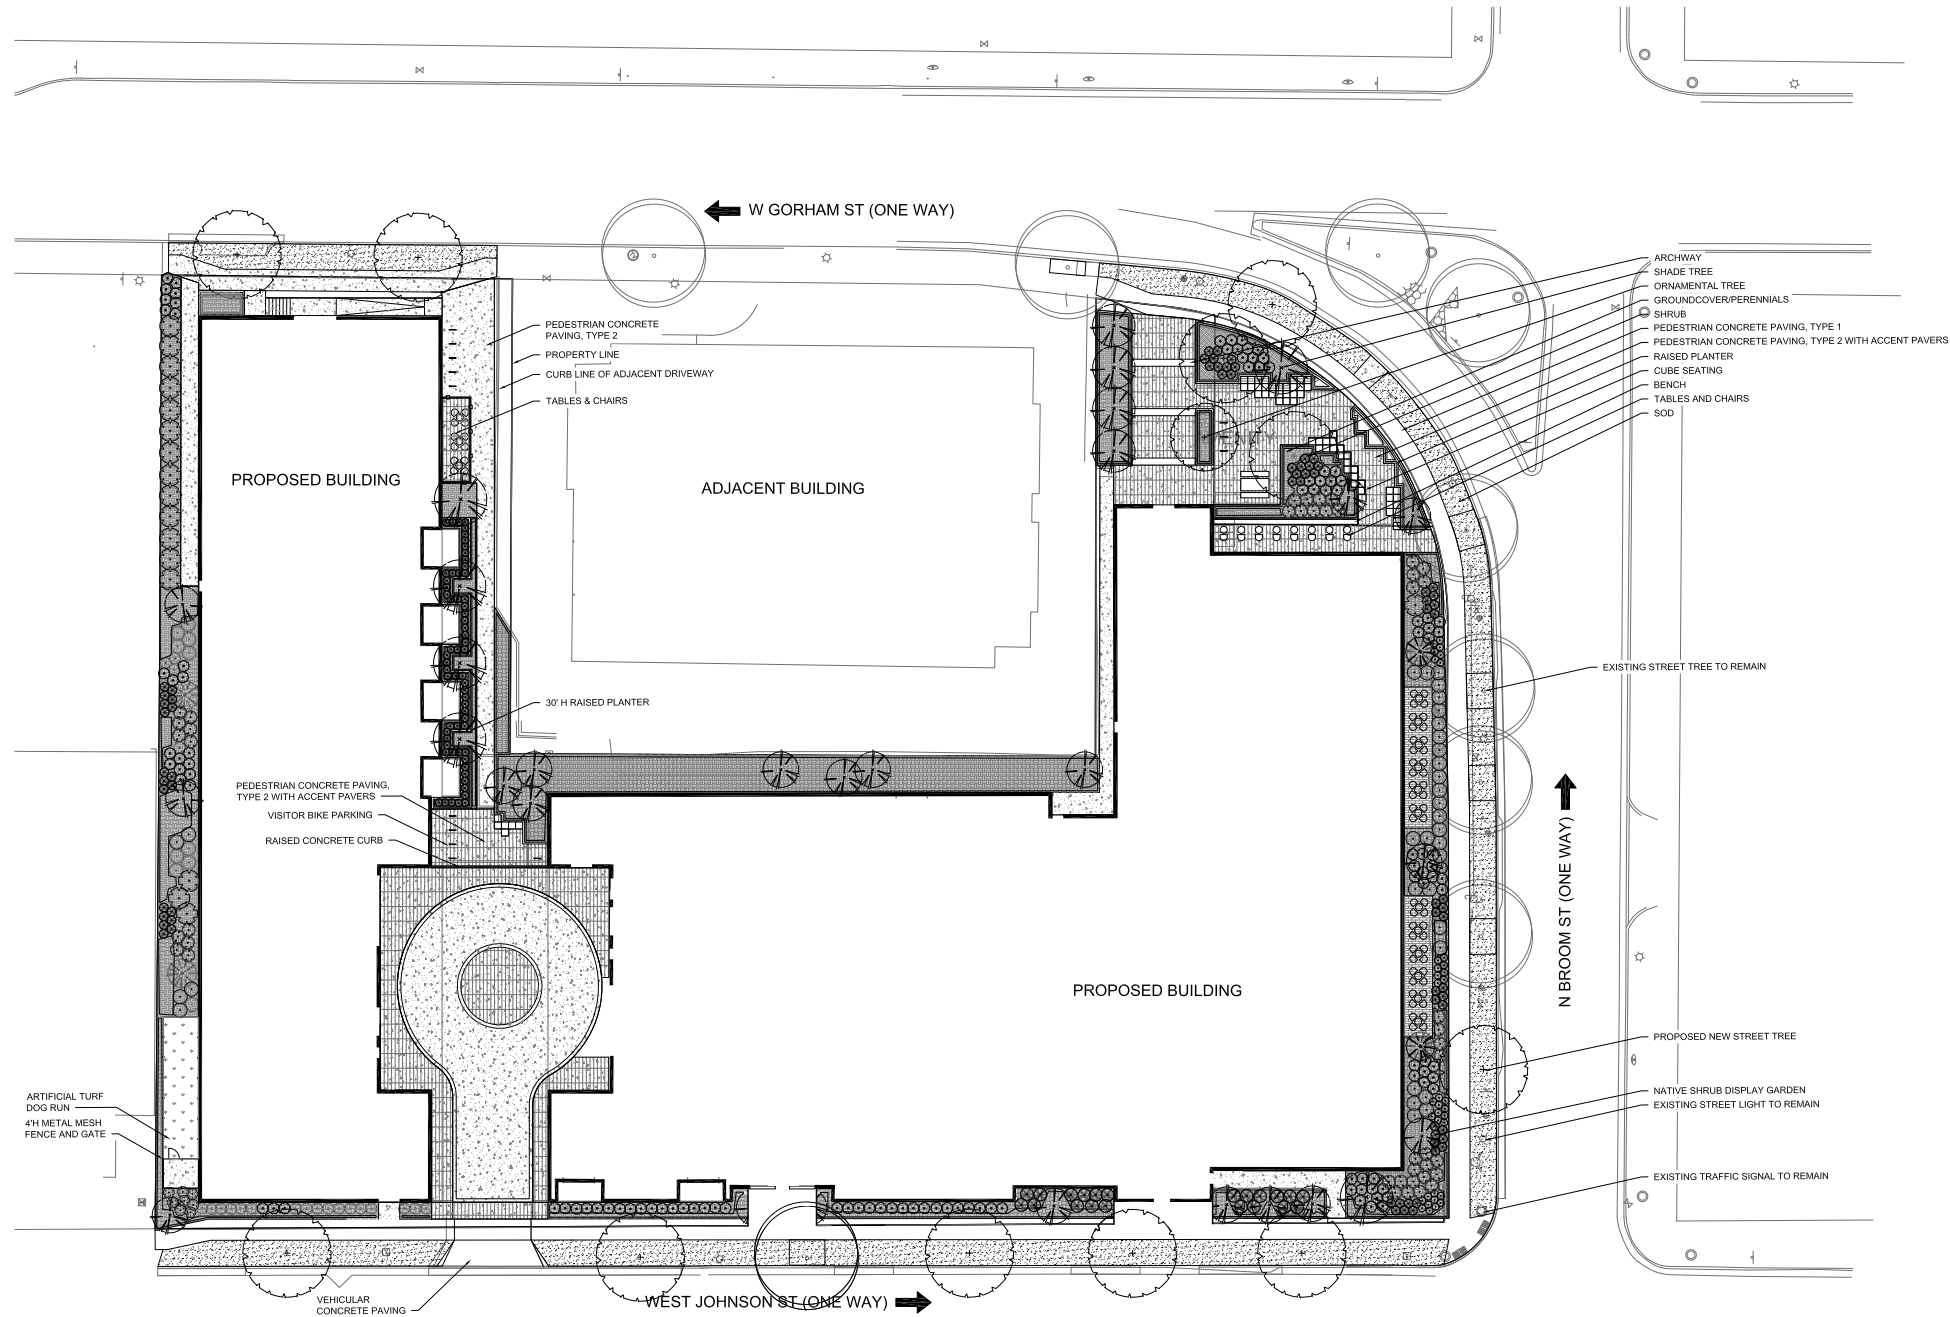 W GORHAM ST (ONE WAY)
ARCHWAY
SHADE TREE
ORNAMENTAL TREE
GROUNDCOVER/PERENNIALS
SHRUB
PEDESTRIAN CONCRETE PAVING, TYPE 1
PEDESTRIAN CONCRETE PAVING, TYPE 2 WITH ACCENT PAVERS
RAISED PLANTER
CUBE SEATING
BENCH
TABLES AND CHAIRS
SOD
PEDESTRIAN CONCRETE
PAVING, TYPE 2
PROPERTY LINE
CURB LINE OF ADJACENT DRIVEWAY
TABLES & CHAIRS
PROPOSED BUILDING
ADJACENT BUILDING
EXISTING STREET TREE TO REMAIN
30' H RAISED PLANTER
PEDESTRIAN CONCRETE PAVING,
TYPE 2 WITH ACCENT PAVERS
VISITOR BIKE PARKING
RAISED CONCRETE CURB
N BROOM ST (ONE WAY)
PROPOSED BUILDING
PROPOSED NEW STREET TREE
NATIVE SHRUB DISPLAY GARDEN
EXISTING STREET LIGHT TO REMAIN
ARTIFICIAL TURF
DOG RUN
4'H METAL MESH
FENCE AND GATE
EXISTING TRAFFIC SIGNAL TO REMAIN
VEHICULAR
CONCRETE PAVING
WEST JOHNSON ST (ONE WAY)